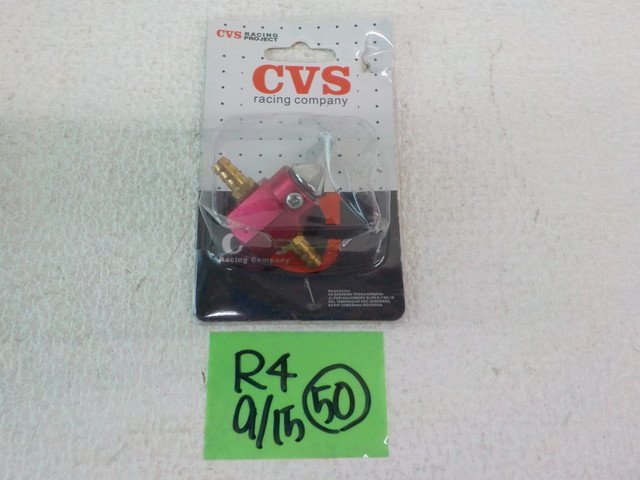 CVS RACING
PROJECT
CVS
racing company
C
Racing Company
R4
9/15
50